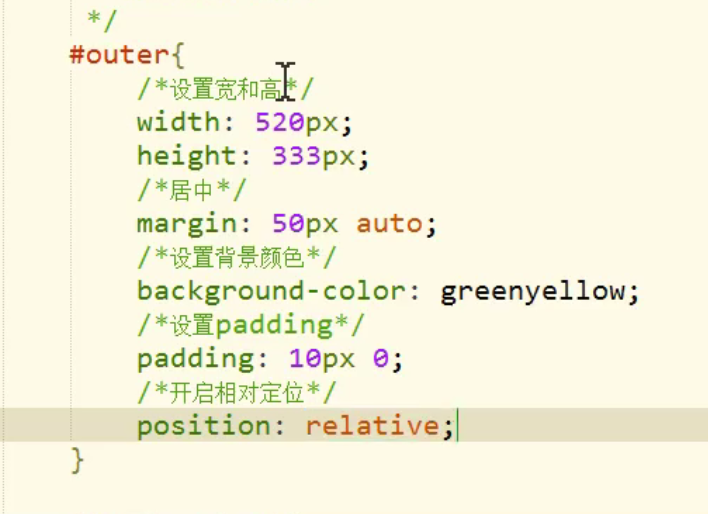 */
#outer{
/*设置宽和高*/
width: 520px;
height: 333px;
/*居中*/
margin: 50px auto;
/*设置背景颜色*/
background-color: greenyellow;
/*设置padding*/
padding: 10px 0;
/*开启相对定位*/
position: relative;
}